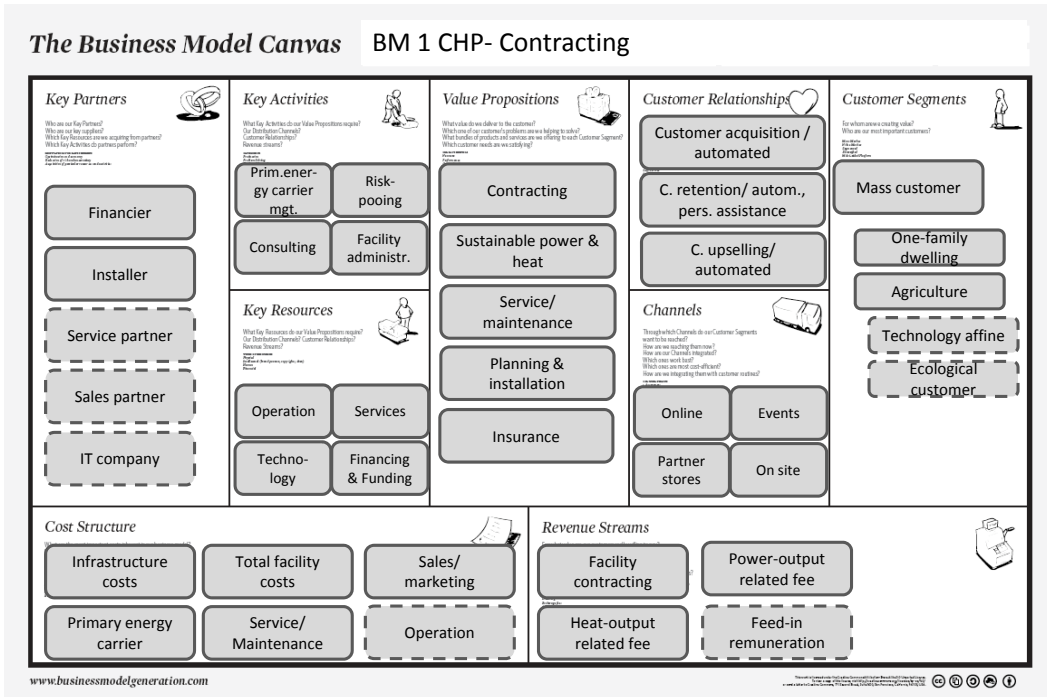 The Business Model Canvas
BM 1 CHP- Contracting
Key Partners
Who are our Key Partners?
Who are our key suppliers?
Which Key Resources are we acquiring from partners?
Which Key Activities do partners perform?
Financier
Installer
Service partner
Sales partner
IT company
Key Activities
What Key Activities do our Value Propositions require?
Our Distribution Channels?
Customer Relationships?
Revenue streams?
Prim.ener-
gy carrier
mgt.
Risk-
pooing
Consulting
Facility
administr.
Key Resources
What Key Resources do our Value Propositions require?
Our Distribution Channels? Customer Relationships?
Revenue Streams?
Operation
Services
Techno-
logy
Financing
& Funding
Value Propositions
What value do we deliver to the customer?
Which one of our customer's problems are we helping to solve?
What bundles of products and services are we offering to each Customer Segment?
Which customer needs are we satisfying?
Contracting
Sustainable power &
heat
Service/
maintenance
Planning &
installation
Insurance
Customer Relationships
Customer acquisition /
automated
C. retention/ autom.,
pers. assistance
C. upselling/
automated
Channels
Through which Channels do our Customer Segments
want to be reached?
How are we reaching them now?
How are our Channels integrated?
Which ones work best?
Which ones are most cost-efficient?
How are we integrating them with customer routines?
Online
Events
Partner
stores
On site
Customer Segments
For whom are we creating value?
Who are our most important customers?
Mass customer
One-family
dwelling
Agriculture
Technology affine
Ecological
customer
Cost Structure
Infrastructure
costs
Total facility
costs
Sales/
marketing
Primary energy
carrier
Service/
Maintenance
Operation
Revenue Streams
Facility
contracting
Power-output
related fee
Heat-output
related fee
Feed-in
remuneration
www.businessmodelgeneration.com